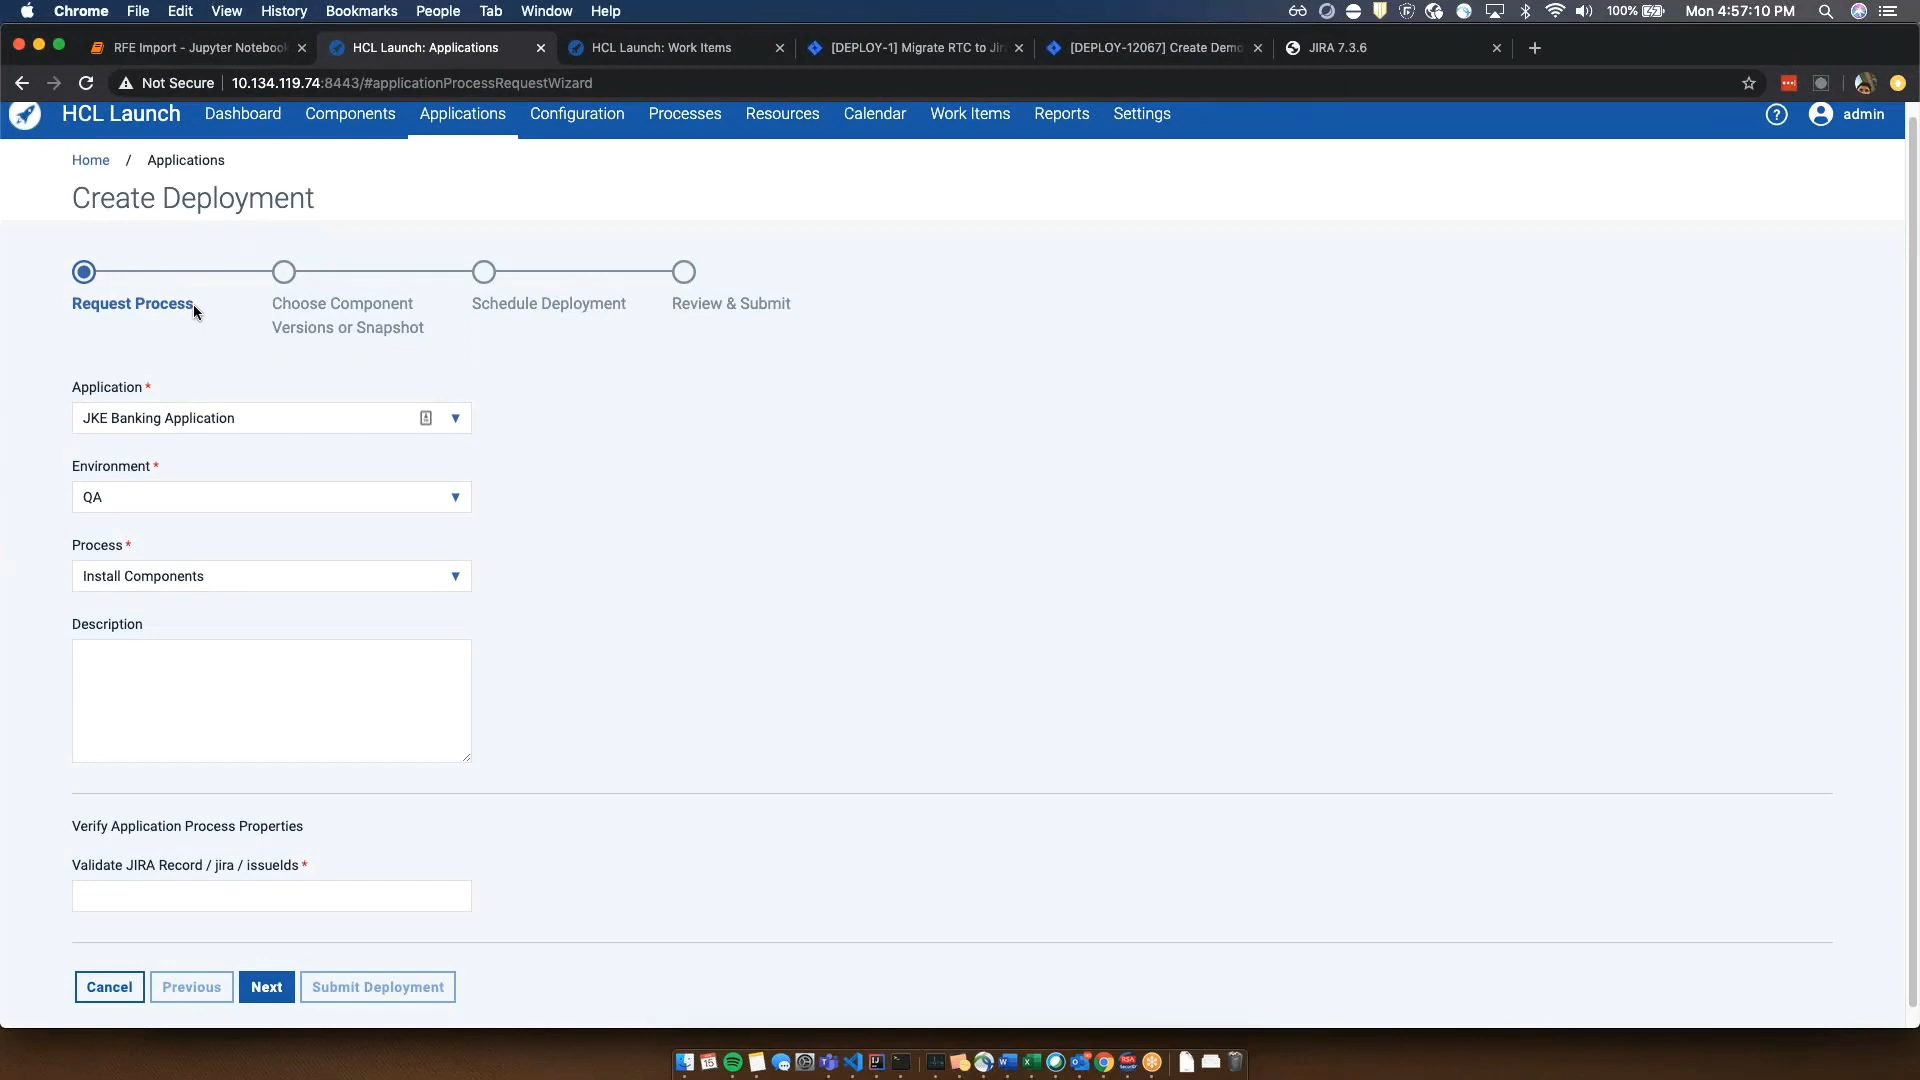 Chrome File Edit View History Bookmarks People Tab Window Help 100% Mon 4:57:10 PM
RFE Import - Jupyter Notebook HCL Launch: Applications HCL Launch: Work Items [DEPLOY-1] Migrate RTC to Jir [DEPLOY-12067] Create Demo JIRA 7.3.6
Not Secure 10.134.119.74:8443/#applicationProcessRequestWizard
HCL Launch Dashboard Components Applications Configuration Processes Resources Calendar Work Items Reports Settings ? admin
Home / Applications
Create Deployment
Request Process
Choose Component
Versions or Snapshot
Schedule Deployment
Review & Submit
Application *
JKE Banking Application
Environment *
QA
Process *
Install Components
Description
Verify Application Process Properties
Validate JIRA Record / jira / issueIds *
Cancel Previous Next Submit Deployment